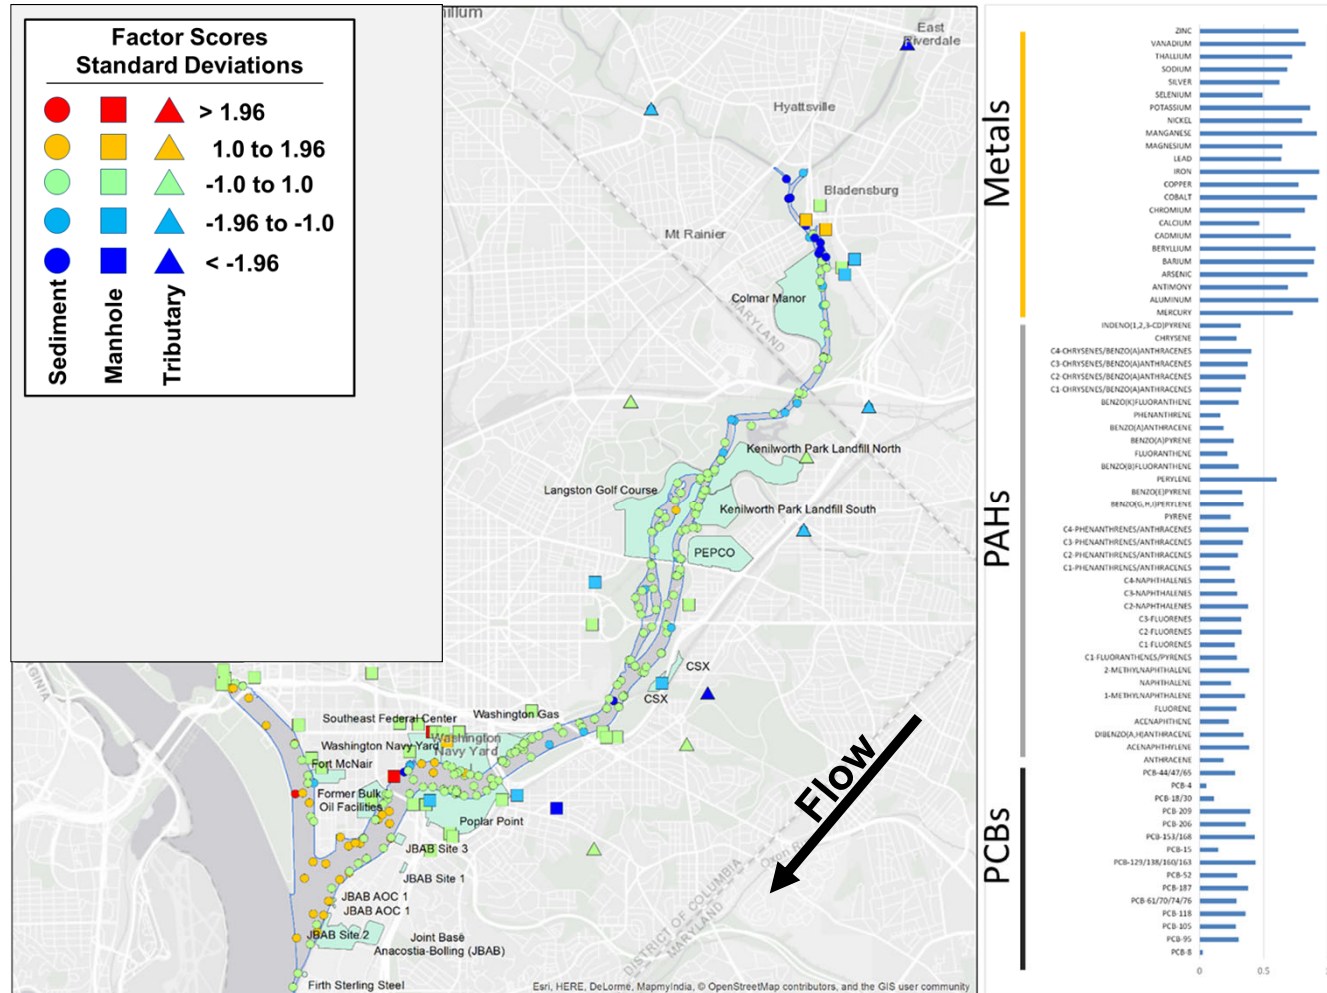 Factor Scores
Standard Deviations
> 1.96
1.0 to 1.96
-1.0 to 1.0
-1.96 to -1.0
< -1.96
Sediment
Manhole
Tributary
East
Riverdale
Hyattsville
Bladensburg
Mt Rainier
Colmar Manor
MARYLAND
Kenilworth Park Landfill North
Langston Golf Course
Kenilworth Park Landfill South
PEPCO
CSX
CSX
Washington Gas
Southeast Federal Center
Washington Navy Yard
Washington
Navy Yard
Fort McNair
Former Bulk
Oil Facilities
Poplar Point
JBAB Site 3
JBAB Site 1
JBAB AOC 1
JBAB AOC 1
JBAB Site 2
Joint Base
Anacostia-Bolling (JBAB)
Firth Sterling Steel
Flow
DISTRICT OF COLUMBIA
MARYLAND
Esri, HERE, DeLorme, MapmyIndia, © OpenStreetMap contributors, and the GIS user community
Metals
ZINC
VANADIUM
THALLIUM
SODIUM
SILVER
SELENIUM
POTASSIUM
NICKEL
MANGANESE
MAGNESIUM
LEAD
IRON
COPPER
COBALT
CHROMIUM
CALCIUM
CADMIUM
BERYLLIUM
BARIUM
ARSENIC
ANTIMONY
ALUMINUM
MERCURY
PAHs
INDENO(1,2,3-CD)PYRENE
CHRYSENE
C4-CHRYSENES/BENZO(A)ANTHRACENES
C3-CHRYSENES/BENZO(A)ANTHRACENES
C2-CHRYSENES/BENZO(A)ANTHRACENES
C1-CHRYSENES/BENZO(A)ANTHRACENES
BENZO(K)FLUORANTHENE
PHENANTHRENE
BENZO(A)ANTHRACENE
BENZO(A)PYRENE
FLUORANTHENE
BENZO(B)FLUORANTHENE
PERYLENE
BENZO(E)PYRENE
BENZO(G,H,I)PERYLENE
PYRENE
C4-PHENANTHRENES/ANTHRACENES
C3-PHENANTHRENES/ANTHRACENES
C2-PHENANTHRENES/ANTHRACENES
C1-PHENANTHRENES/ANTHRACENES
C4-NAPHTHALENES
C3-NAPHTHALENES
C2-NAPHTHALENES
C3-FLUORENES
C2-FLUORENES
C1-FLUORENES
C1-FLUORANTHENES/PYRENES
2-METHYLNAPHTHALENE
NAPHTHALENE
1-METHYLNAPHTHALENE
FLUORENE
ACENAPHTHENE
DIBENZO(A,H)ANTHRACENE
ACENAPHTHYLENE
ANTHRACENE
PCBs
PCB-44/47/65
PCB-4
PCB-18/30
PCB-209
PCB-206
PCB-153/168
PCB-15
PCB-129/138/160/163
PCB-52
PCB-187
PCB-61/70/74/76
PCB-118
PCB-105
PCB-95
PCB-8
0
0.5